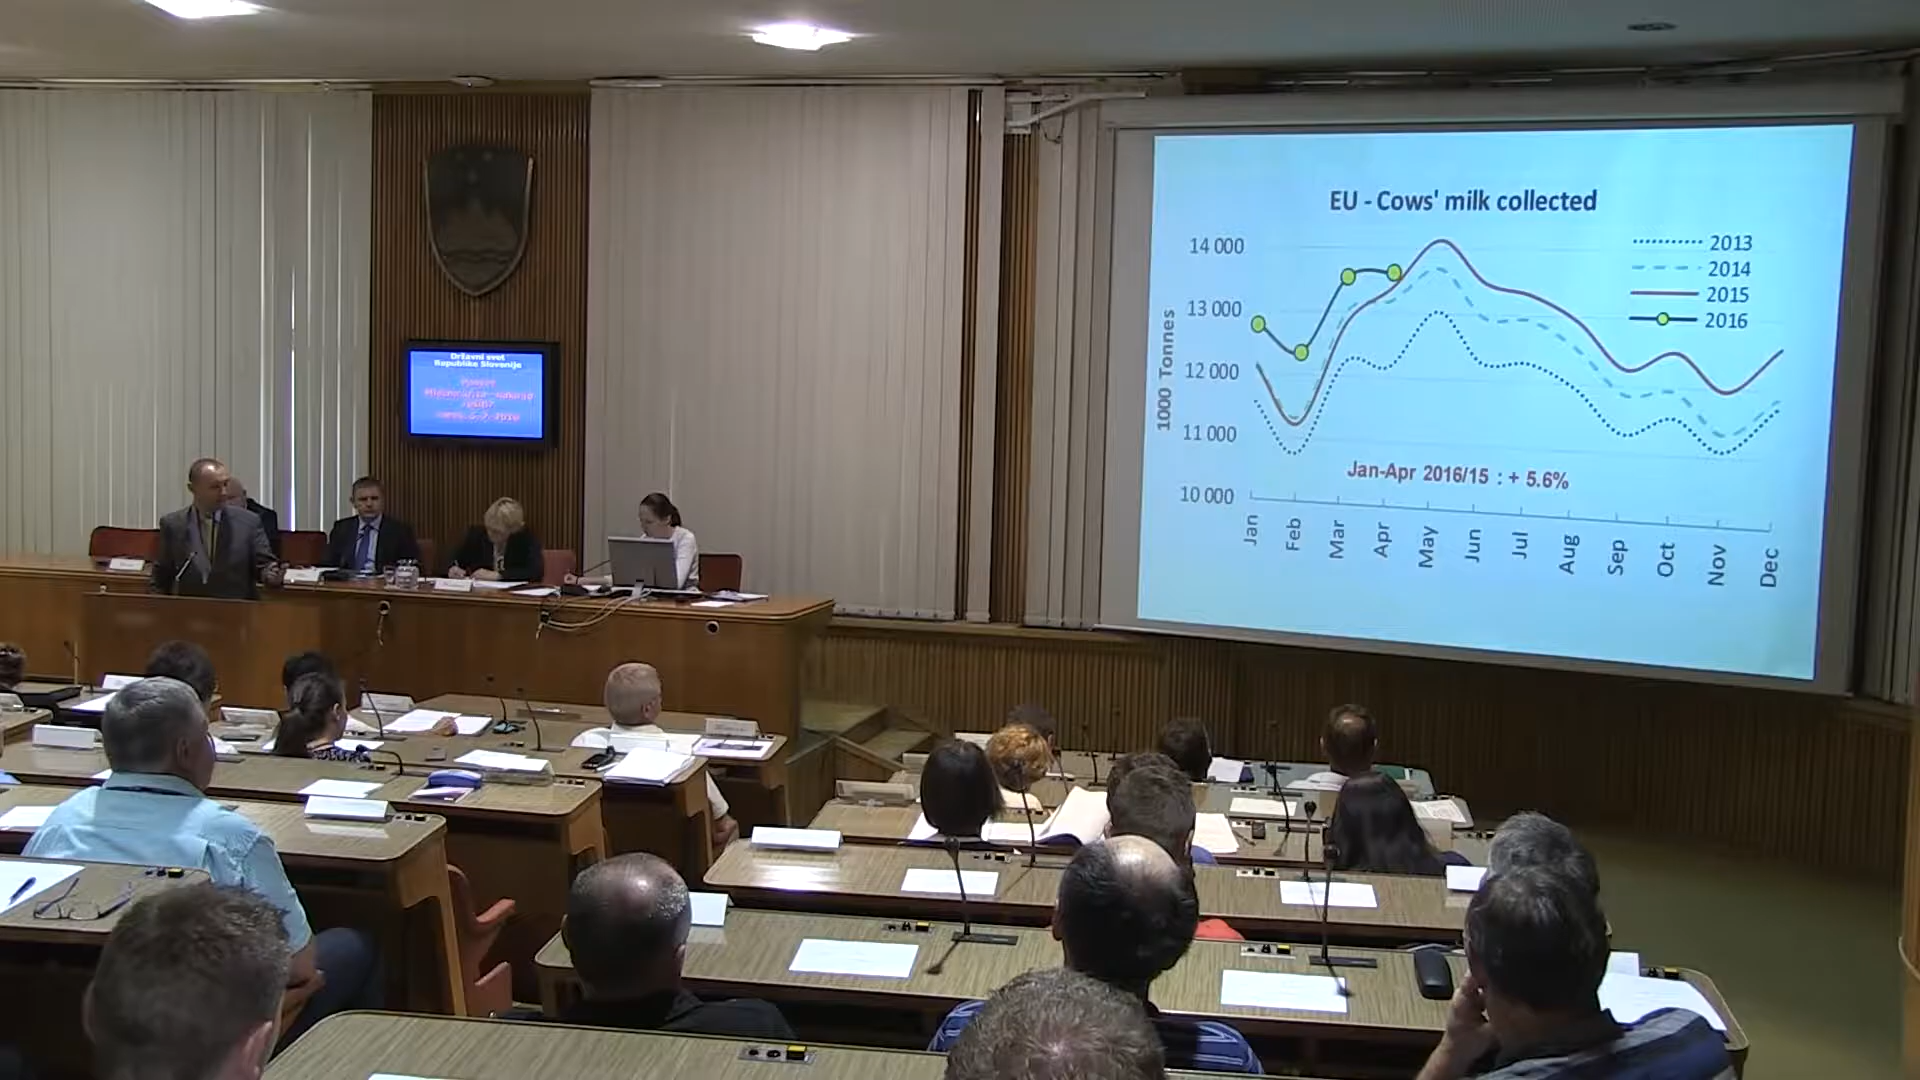 EU - Cows' milk collected
14 000
13 000
12 000
11 000
10 000
1000 Tonnes
2013
2014
2015
2016
Jan-Apr 2016/15 : + 5.6%
Jan
Feb
Mar
Apr
May
Jun
Jul
Aug
Sep
Oct
Nov
Dec
Državni svet
Republike Slovenije